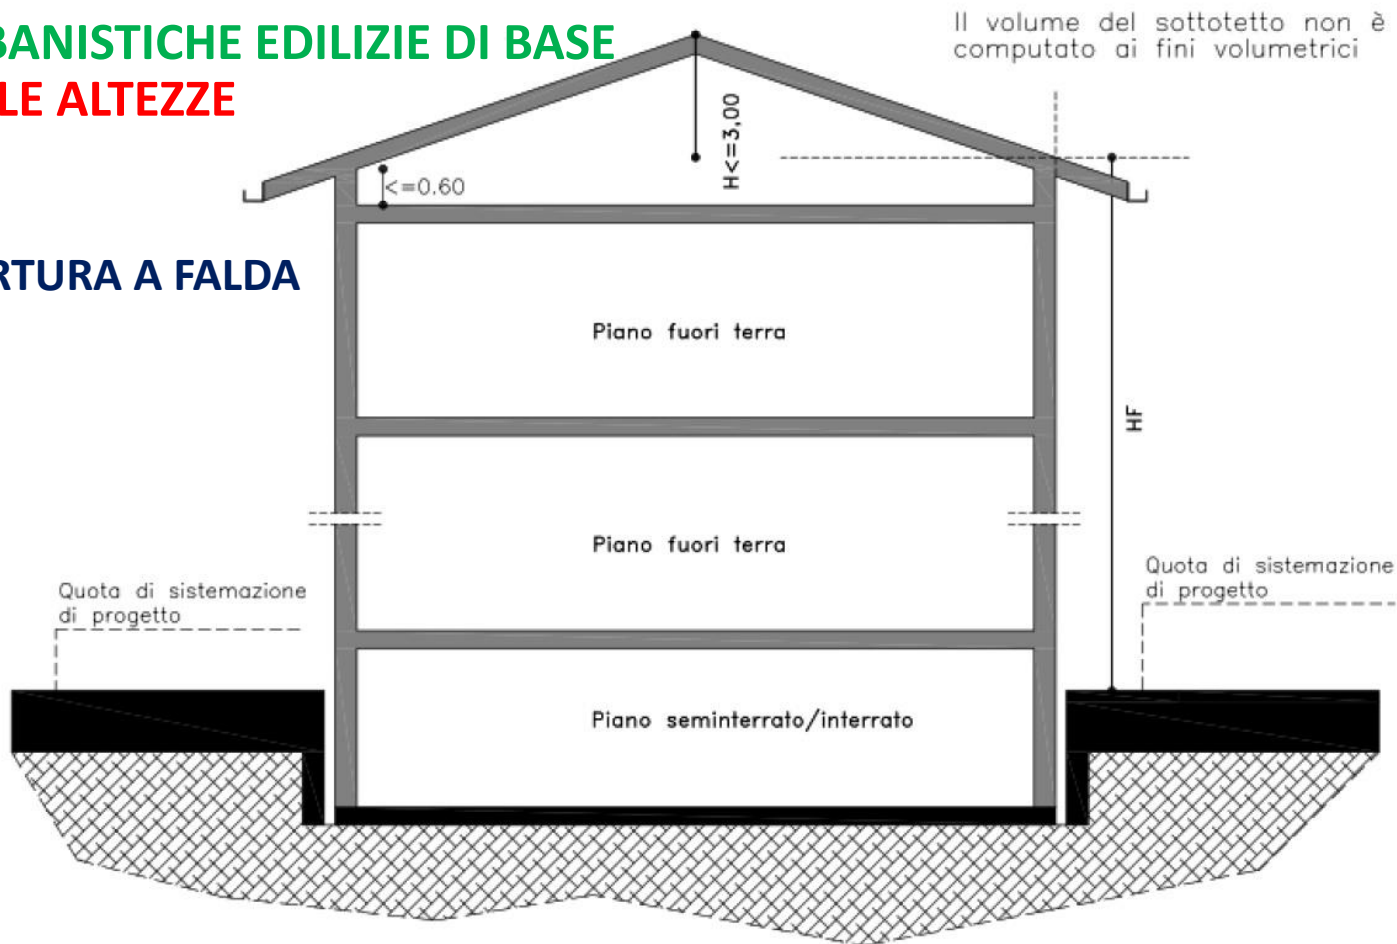 BANISTICHE EDILIZIE DI BASE
LE ALTEZZE
Il volume del sottotetto non è
computato ai fini volumetrici
H<=3,00
<=0.60
RTURA A FALDA
Piano fuori terra
HF
Piano fuori terra
Quota di sistemazione
di progetto
Quota di sistemazione
di progetto
Piano seminterrato/interrato